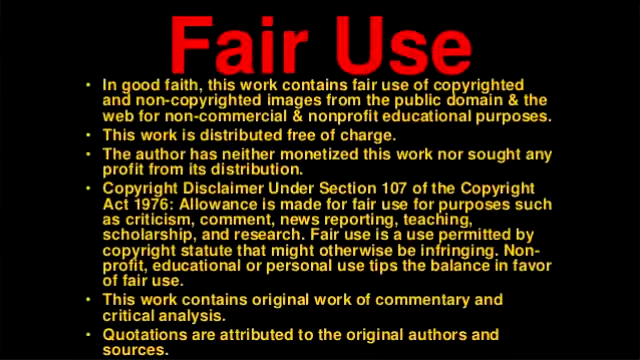 Fair Use
• In good faith, this work contains fair use of copyrighted
and non-copyrighted images from the public domain & the
web for non-commercial & nonprofit educational purposes.
• This work is distributed free of charge.
• The author has neither monetized this work nor sought any
profit from its distribution.
• Copyright Disclaimer Under Section 107 of the Copyright
Act 1976: Allowance is made for fair use for purposes such
as criticism, comment, news reporting, teaching,
scholarship, and research. Fair use is a use permitted by
copyright statute that might otherwise be infringing. Non-
profit, educational or personal use tips the balance in favor
of fair use.
• This work contains original work of commentary and
critical analysis.
• Quotations are attributed to the original authors and
sources.